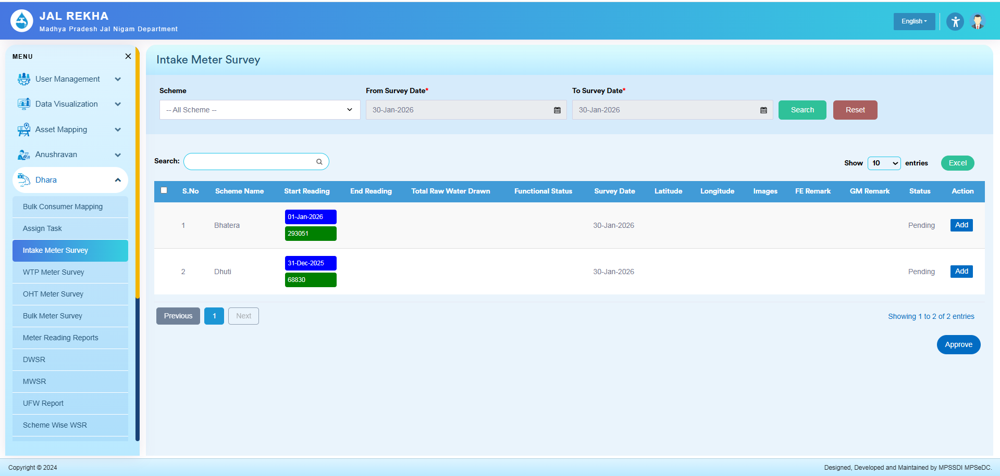 JAL REKHA
Madhya Pradesh Jal Nigam Department
English
MENU
User Management
Data Visualization
Asset Mapping
Anushravan
Dhara
Bulk Consumer Mapping
Assign Task
Intake Meter Survey
WTP Meter Survey
OHT Meter Survey
Bulk Meter Survey
Meter Reading Reports
DWSR
MWSR
UFW Report
Scheme Wise WSR
Intake Meter Survey
Scheme From Survey Date* To Survey Date*
-- All Scheme -- 30-Jan-2026 30-Jan-2026 Search Reset
Search: Show 10 entries Excel
S.No Scheme Name Start Reading End Reading Total Raw Water Drawn Functional Status Survey Date Latitude Longitude Images FE Remark GM Remark Status Action
01-Jan-2026
1 Bhatera 30-Jan-2026 Pending Add
293051
31-Dec-2025
2 Dhuti 30-Jan-2026 Pending Add
68830
Previous 1 Next Showing 1 to 2 of 2 entries
Approve
Copyright © 2024 Designed, Developed and Maintained by MPSSDI MPSeDC.